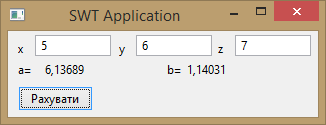 SWT Application
x 5 y 6 z 7
a= 6,13689 b= 1,14031
Рахувати